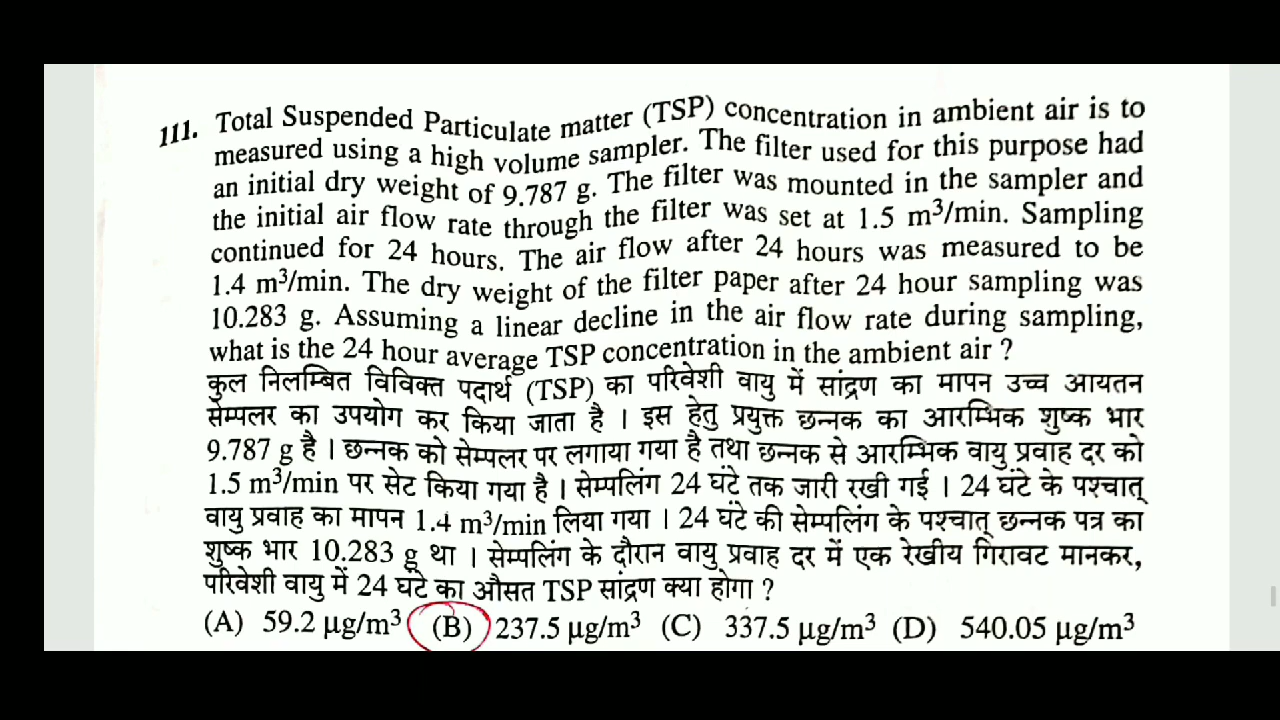 111. Total Suspended Particulate matter (TSP) concentration in ambient air is to
measured using a high volume sampler. The filter used for this purpose had
an initial dry weight of 9.787 g. The filter was mounted in the sampler and
the initial air flow rate through the filter was set at 1.5 m³/min. Sampling
continued for 24 hours. The air flow after 24 hours was measured to be
1.4 m³/min. The dry weight of the filter paper after 24 hour sampling was
10.283 g. Assuming a linear decline in the air flow rate during sampling,
what is the 24 hour average TSP concentration in the ambient air ?
कुल निलम्बित विविक्त पदार्थ (TSP) का परिवेशी वायु में सांद्रण का मापन उच्च आयतन
सेम्पलर का उपयोग कर किया जाता है । इस हेतु प्रयुक्त छन्नक का आरम्भिक शुष्क भार
9.787 g है । छन्नक को सेम्पलर पर लगाया गया है तथा छन्नक से आरम्भिक वायु प्रवाह दर को
1.5 m³/min पर सेट किया गया है । सेम्पलिंग 24 घंटे तक जारी रखी गई । 24 घंटे के पश्चात्
वायु प्रवाह का मापन 1.4 m³/min लिया गया । 24 घंटे की सेम्पलिंग के पश्चात् छन्नक पत्र का
शुष्क भार 10.283 g था । सेम्पलिंग के दौरान वायु प्रवाह दर में एक रेखीय गिरावट मानकर,
परिवेशी वायु में 24 घंटे का औसत TSP सांद्रण क्या होगा ?
(A) 59.2 µg/m³ (B) 237.5 µg/m³ (C) 337.5 µg/m³ (D) 540.05 µg/m³